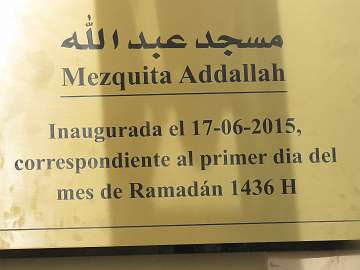 مسجد عبد الله
Mezquita Addallah
Inaugurada el 17-06-2015,
correspondiente al primer dia del
mes de Ramadán 1436 H